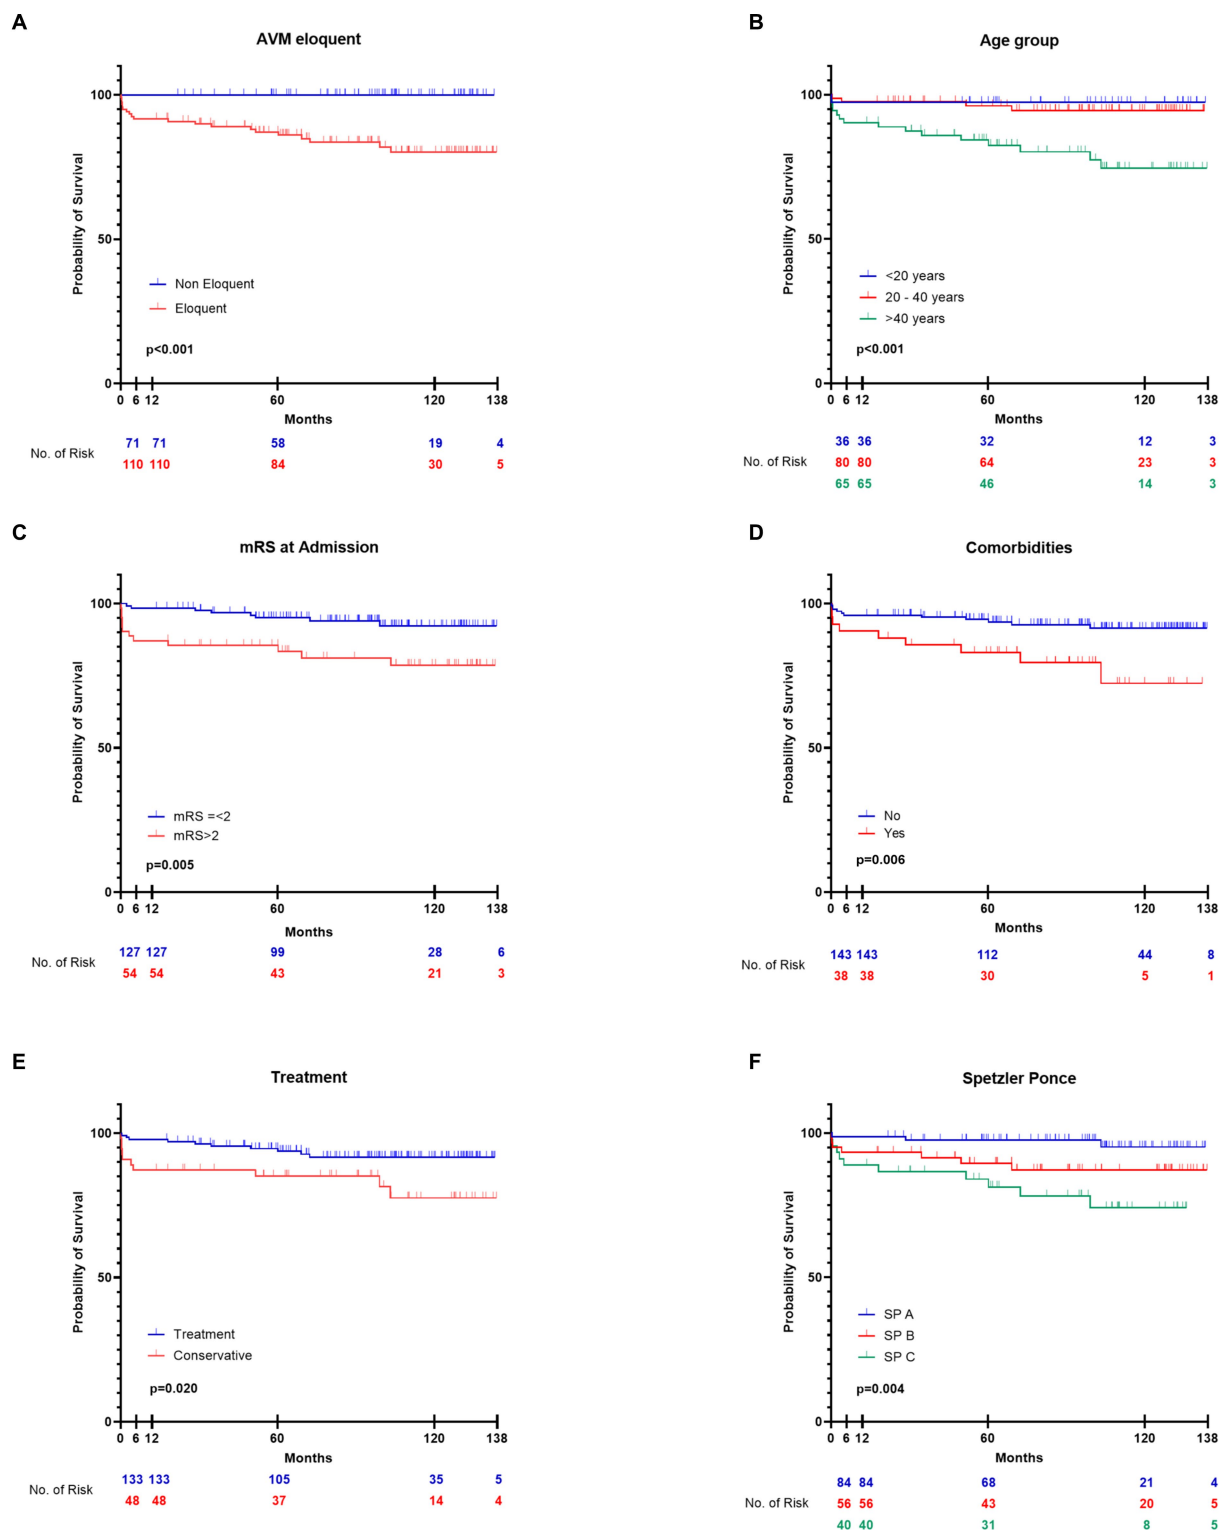 A
AVM eloquent
Probability of Survival
100
50
0
Non Eloquent
Eloquent
p<0.001
0 6 12 60 120 138
Months
No. of Risk
71 71 58 19 4
110 110 84 30 5
B
Age group
Probability of Survival
100
50
0
<20 years
20 - 40 years
>40 years
p<0.001
0 6 12 60 120 138
Months
No. of Risk
36 36 32 12 3
80 80 64 23 3
65 65 46 14 3
C
mRS at Admission
Probability of Survival
100
50
0
mRS =<2
mRS>2
p=0.005
0 6 12 60 120 138
Months
No. of Risk
127 127 99 28 6
54 54 43 21 3
D
Comorbidities
Probability of Survival
100
50
0
No
Yes
p=0.006
0 6 12 60 120 138
Months
No. of Risk
143 143 112 44 8
38 38 30 5 1
E
Treatment
Probability of Survival
100
50
0
Treatment
Conservative
p=0.020
0 6 12 60 120 138
Months
No. of Risk
133 133 105 35 5
48 48 37 14 4
F
Spetzler Ponce
Probability of Survival
100
50
0
SP A
SP B
SP C
p=0.004
0 6 12 60 120 138
Months
No. of Risk
84 84 68 21 4
56 56 43 20 5
40 40 31 8 5